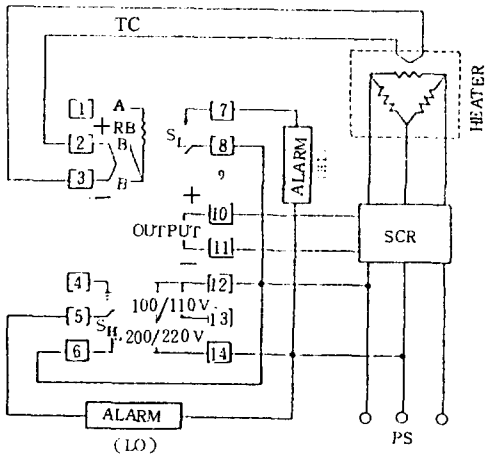 TC
HEATER
1 A
+ RB
2 B
3 B
−
7
S
8
9
ALARM
+
10
OUTPUT
11
−
SCR
4
12
100/110V
5
13
SH
200/220V
6
14
ALARM
(LO)
PS